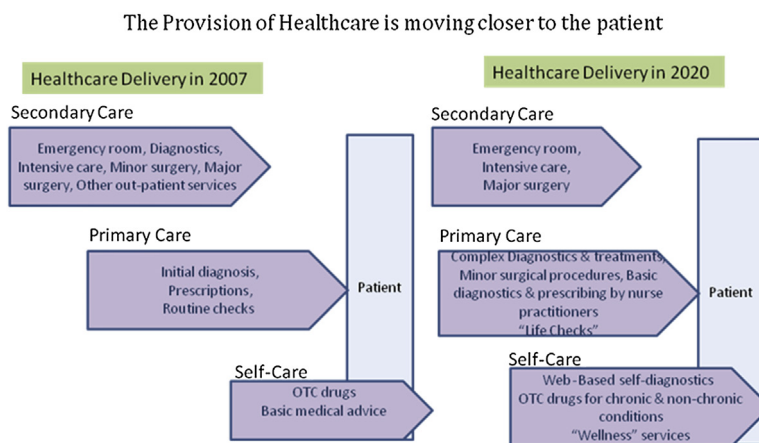 The Provision of Healthcare is moving closer to the patient
Healthcare Delivery in 2007
Secondary Care
Emergency room, Diagnostics,
Intensive care, Minor surgery, Major
surgery, Other out-patient services
Primary Care
Initial diagnosis,
Prescriptions,
Routine checks
Patient
Self-Care
OTC drugs
Basic medical advice
Healthcare Delivery in 2020
Secondary Care
Emergency room,
Intensive care,
Major surgery
Primary Care
Complex Diagnostics & treatments,
Minor surgical procedures, Basic
diagnostics & prescribing by nurse
practitioners
"Life Checks"
Patient
Self-Care
Web-Based self-diagnostics
OTC drugs for chronic & non-chronic
conditions
"Wellness" services